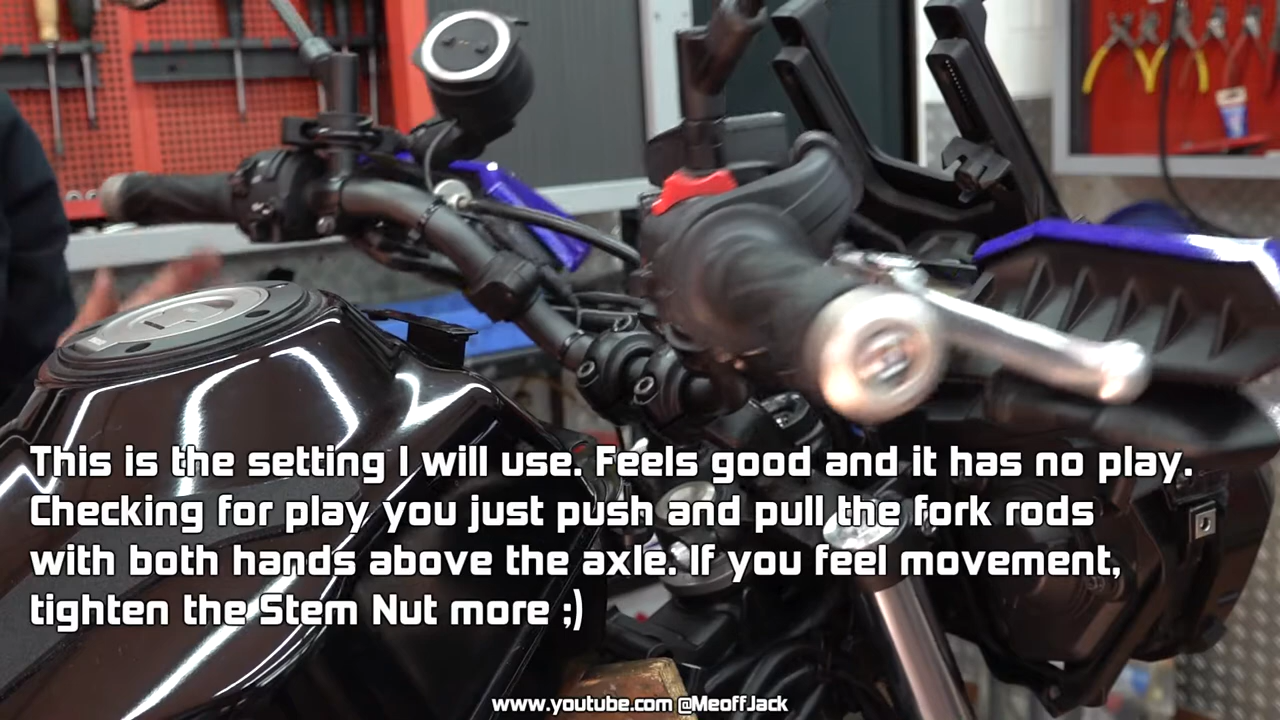 This is the setting I will use. Feels good and it has no play.
Checking for play you just push and pull the fork rods
with both hands above the axle. If you feel movement,
tighten the Stem Nut more ;)
www.youtube.com @MeoffJack